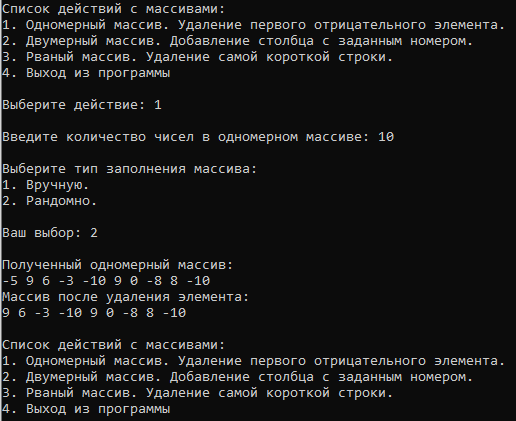 Список действий с массивами:
1. Одномерный массив. Удаление первого отрицательного элемента.
2. Двумерный массив. Добавление столбца с заданным номером.
3. Рваный массив. Удаление самой короткой строки.
4. Выход из программы
Выберите действие: 1
Введите количество чисел в одномерном массиве: 10
Выберите тип заполнения массива:
1. Вручную.
2. Рандомно.
Ваш выбор: 2
Полученный одномерный массив:
-5 9 6 -3 -10 9 0 -8 8 -10
Массив после удаления элемента:
9 6 -3 -10 9 0 -8 8 -10
Список действий с массивами:
1. Одномерный массив. Удаление первого отрицательного элемента.
2. Двумерный массив. Добавление столбца с заданным номером.
3. Рваный массив. Удаление самой короткой строки.
4. Выход из программы